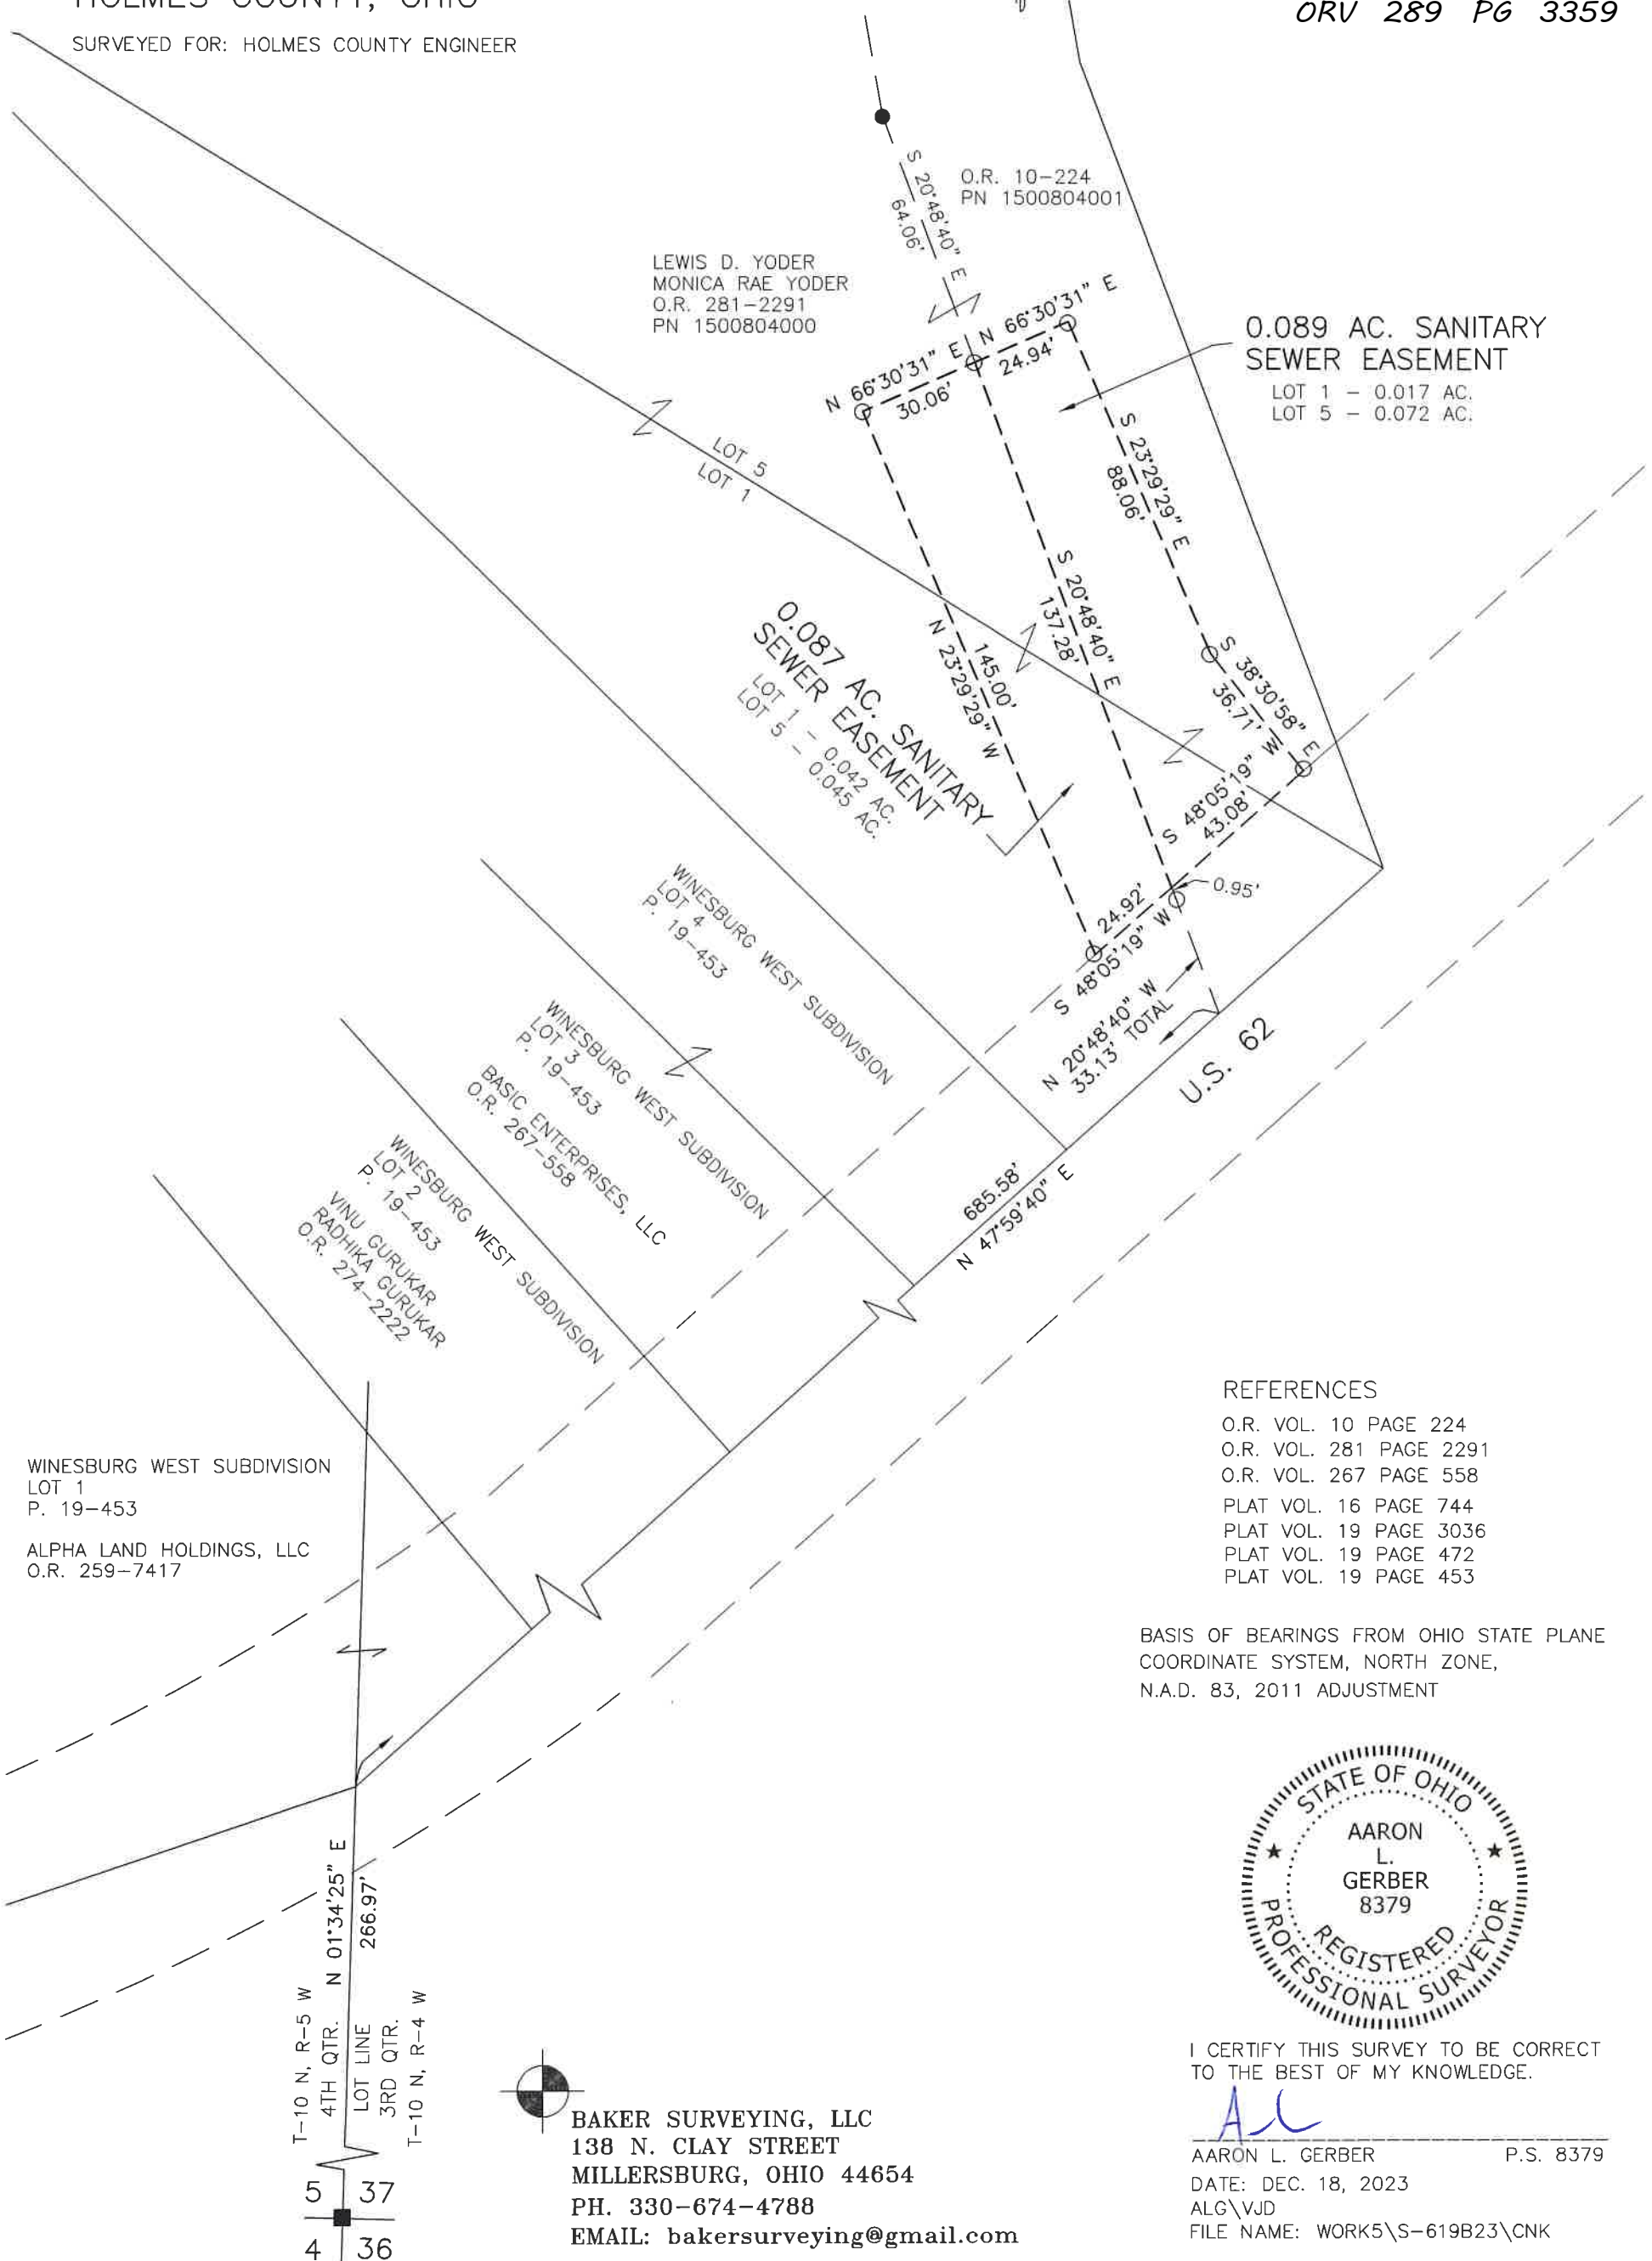 HOLMES COUNTY, OHIO
SURVEYED FOR: HOLMES COUNTY ENGINEER
ORV 289 PG 3359
S 20°48'40" E
64.06'
O.R. 10-224
PN 1500804001
LEWIS D. YODER
MONICA RAE YODER
O.R. 281-2291
PN 1500804000
N 66°30'31" E
30.06'
N 66°30'31" E
24.94'
0.089 AC. SANITARY
SEWER EASEMENT
LOT 1 - 0.017 AC.
LOT 5 - 0.072 AC.
LOT 5
LOT 1
S 23°29'29" E
88.06'
S 20°48'40" E
137.28'
145.00'
N 23°29'29" W
0.087 AC. SANITARY
SEWER EASEMENT
LOT 1 - 0.042 AC.
LOT 5 - 0.045 AC.
S 38°30'58" E
36.71'
S 48°05'19" W
43.08'
0.95'
24.92'
S 48°05'19" W
N 20°48'40" W
33.13' TOTAL
U.S. 62
WINESBURG WEST SUBDIVISION
LOT 4
P. 19-453
WINESBURG WEST SUBDIVISION
LOT 3
P. 19-453
BASIC ENTERPRISES, LLC
O.R. 267-558
WINESBURG WEST SUBDIVISION
LOT 2
P. 19-453
VINU GURUKAR
RADHIKA GURUKAR
O.R. 274-2222
685.58'
N 47°59'40" E
WINESBURG WEST SUBDIVISION
LOT 1
P. 19-453
ALPHA LAND HOLDINGS, LLC
O.R. 259-7417
REFERENCES
O.R. VOL. 10 PAGE 224
O.R. VOL. 281 PAGE 2291
O.R. VOL. 267 PAGE 558
PLAT VOL. 16 PAGE 744
PLAT VOL. 19 PAGE 3036
PLAT VOL. 19 PAGE 472
PLAT VOL. 19 PAGE 453
BASIS OF BEARINGS FROM OHIO STATE PLANE
COORDINATE SYSTEM, NORTH ZONE,
N.A.D. 83, 2011 ADJUSTMENT
STATE OF OHIO
AARON
L.
GERBER
8379
REGISTERED
PROFESSIONAL SURVEYOR
N 01°34'25" E
266.97'
T-10 N, R-5 W
4TH QTR.
LOT LINE
3RD QTR.
T-10 N, R-4 W
5 37
4 36
BAKER SURVEYING, LLC
138 N. CLAY STREET
MILLERSBURG, OHIO 44654
PH. 330-674-4788
EMAIL: bakersurveying@gmail.com
I CERTIFY THIS SURVEY TO BE CORRECT
TO THE BEST OF MY KNOWLEDGE.
AARON L. GERBER P.S. 8379
DATE: DEC. 18, 2023
ALG\VJD
FILE NAME: WORK5\S-619B23\CNK